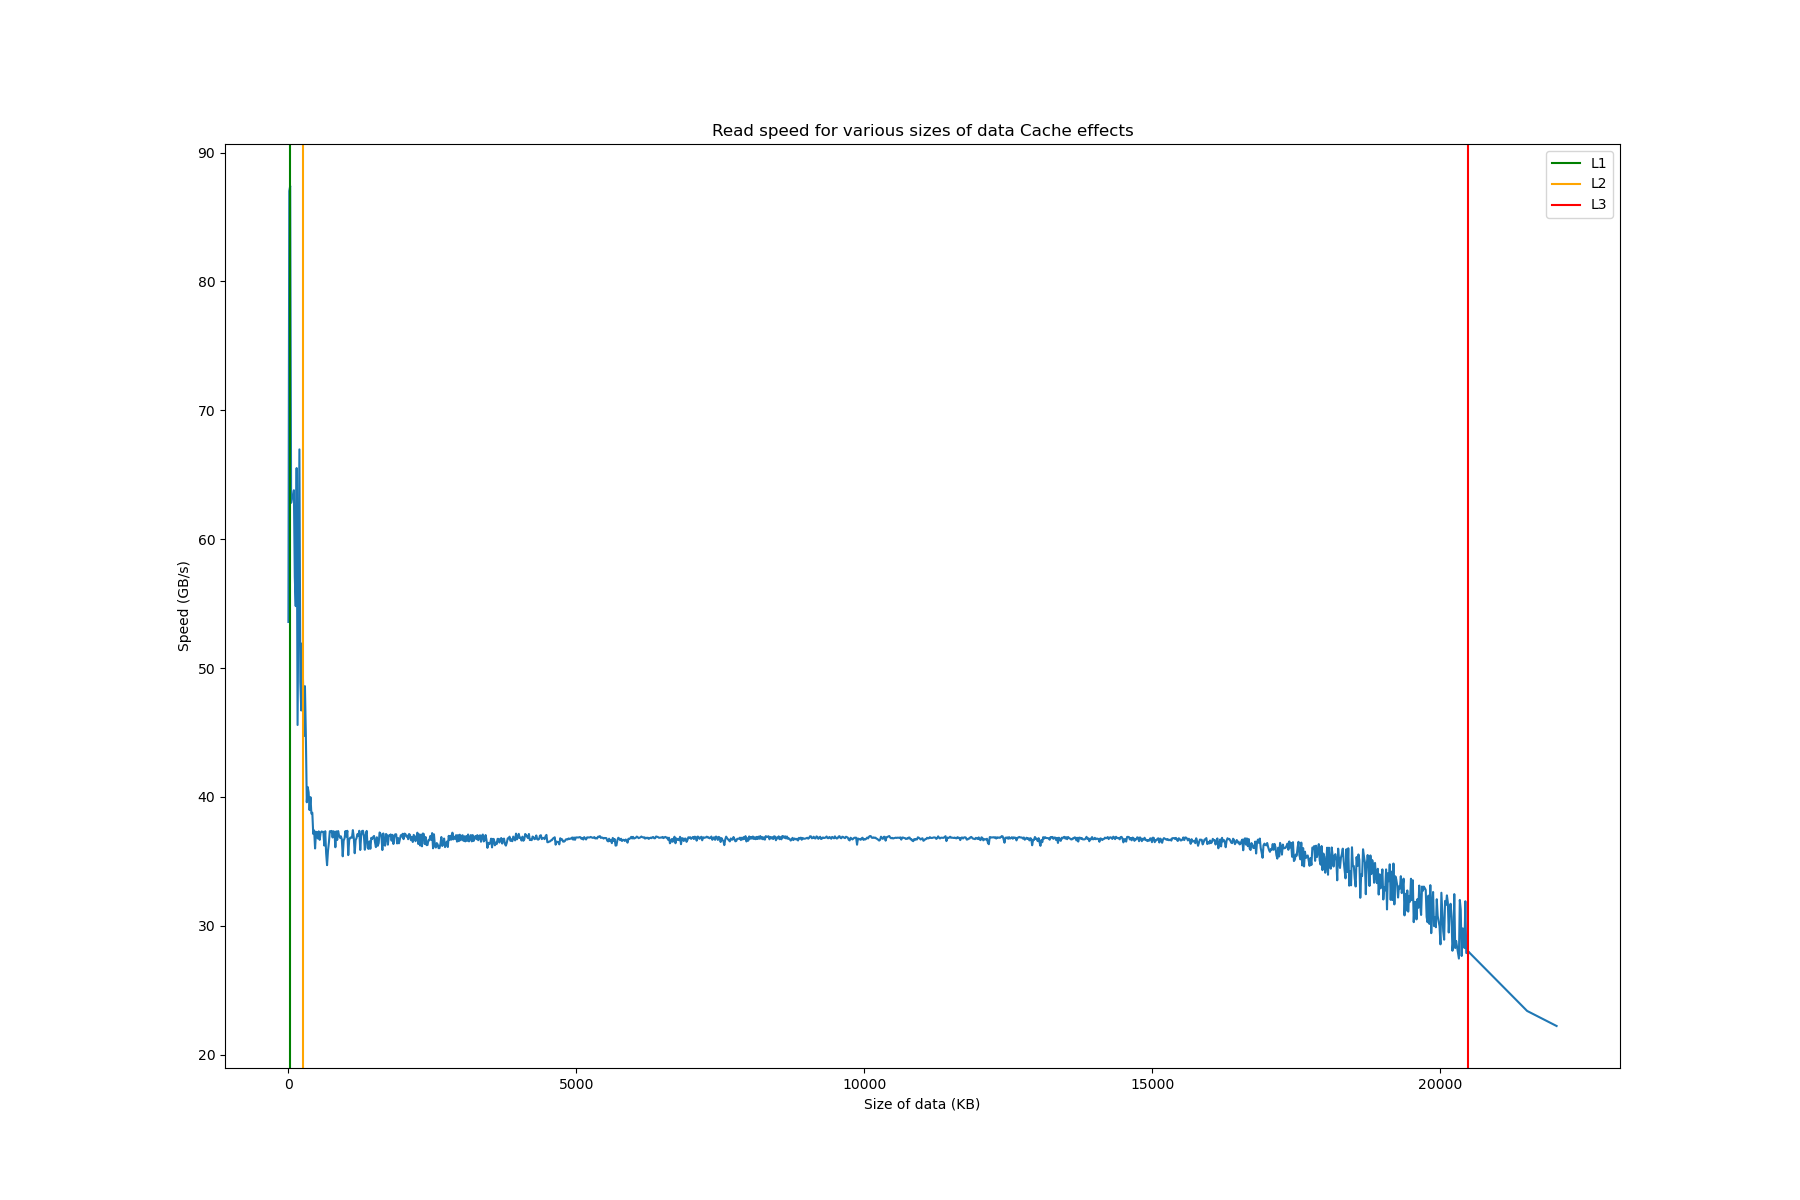 Read speed for various sizes of data Cache effects
90
80
70
60
50
40
30
20
Speed (GB/s)
L1
L2
L3
0
5000
10000
15000
20000
Size of data (KB)